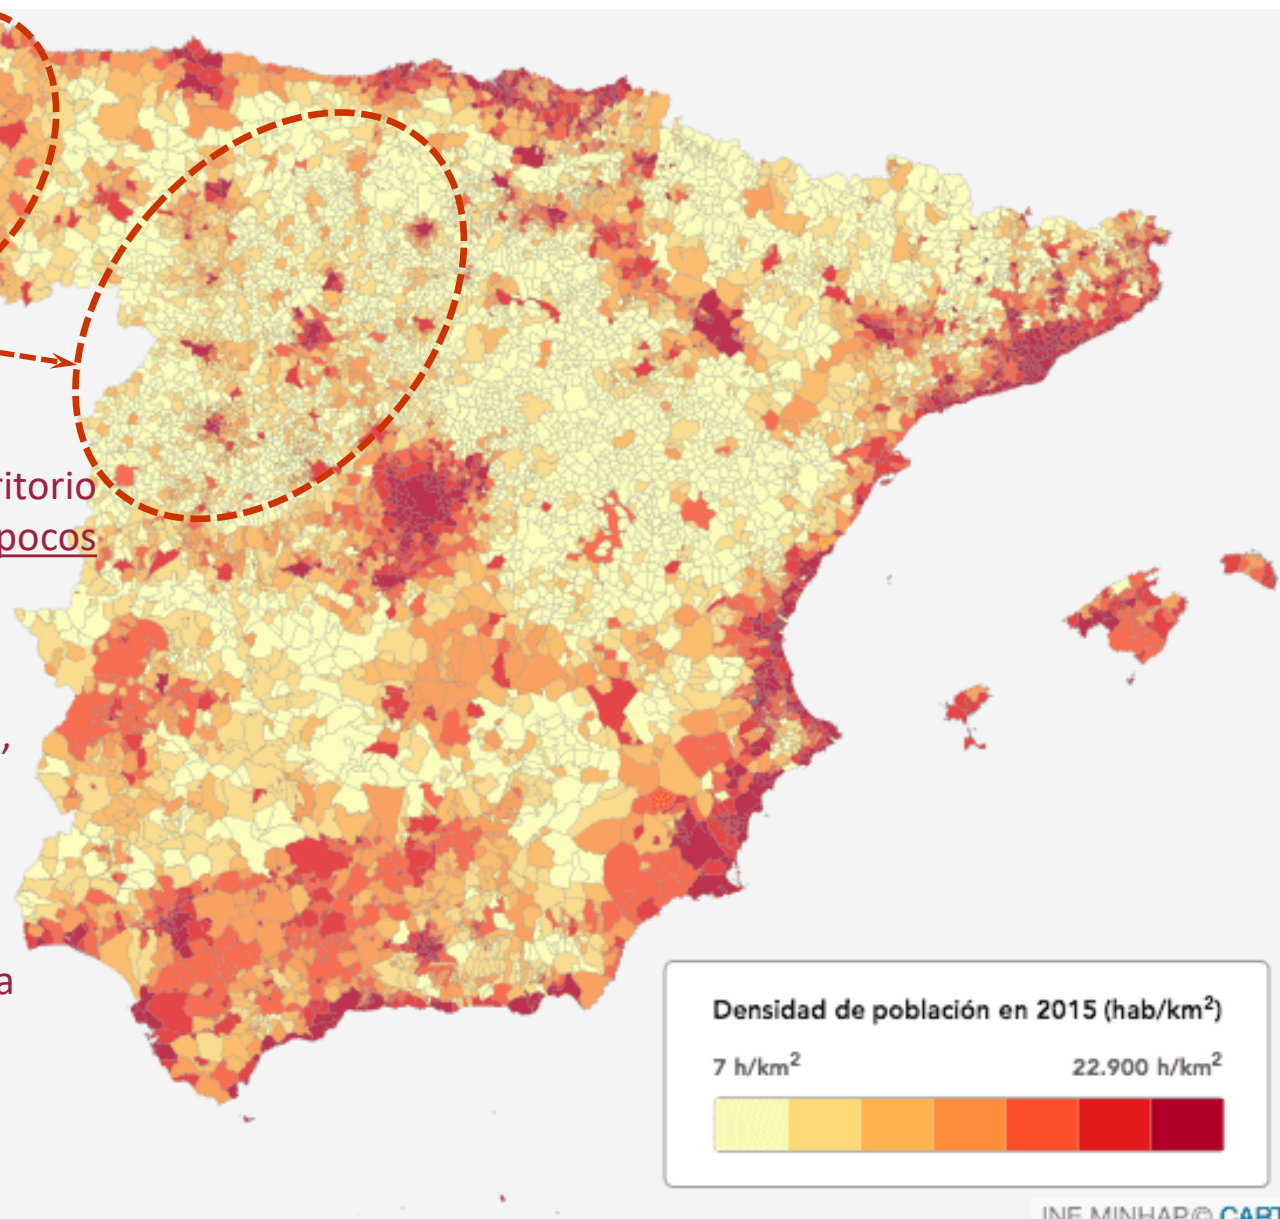 ritorio
pocos
,
a
Densidad de población en 2015 (hab/km²)
7 h/km²
22.900 h/km²
INE MINHAP © CART